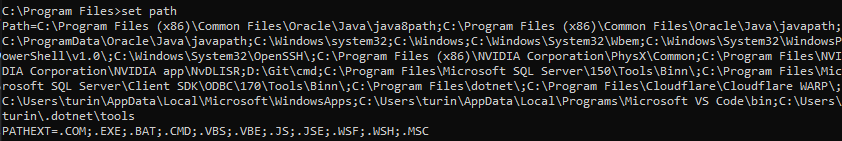 C:\Program Files>set path
Path=C:\Program Files (x86)\Common Files\Oracle\Java\java8path;C:\Program Files (x86)\Common Files\Oracle\Java\javapath;
C:\ProgramData\Oracle\Java\javapath;C:\Windows\system32;C:\Windows;C:\Windows\System32\Wbem;C:\Windows\System32\WindowsP
owerShell\v1.0\;C:\Windows\System32\OpenSSH\;C:\Program Files (x86)\NVIDIA Corporation\PhysX\Common;C:\Program Files\NVI
DIA Corporation\NVIDIA app\NvDLISR;D:\Git\cmd;C:\Program Files\Microsoft SQL Server\150\Tools\Binn\;C:\Program Files\Mic
rosoft SQL Server\Client SDK\ODBC\170\Tools\Binn\;C:\Program Files\dotnet\;C:\Program Files\Cloudflare\Cloudflare WARP\;
C:\Users\turin\AppData\Local\Microsoft\WindowsApps;C:\Users\turin\AppData\Local\Programs\Microsoft VS Code\bin;C:\Users\
turin\.dotnet\tools
PATHEXT=.COM;.EXE;.BAT;.CMD;.VBS;.VBE;.JS;.JSE;.WSF;.WSH;.MSC